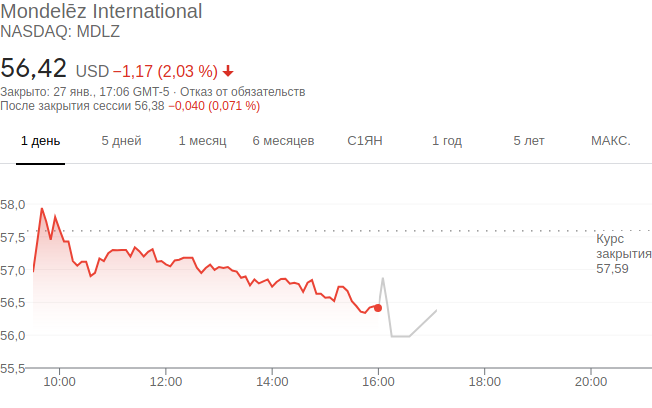 Mondelēz International
NASDAQ: MDLZ
56,42 USD −1,17 (2,03 %)
Закрыто: 27 янв., 17:06 GMT-5 · Отказ от обязательств
После закрытия сессии 56,38 −0,040 (0,071 %)
1 день 5 дней 1 месяц 6 месяцев С1ЯН 1 год 5 лет МАКС.
58,0
57,5
Курс
закрытия
57,59
57,0
56,5
56,0
55,5
10:00 12:00 14:00 16:00 18:00 20:00